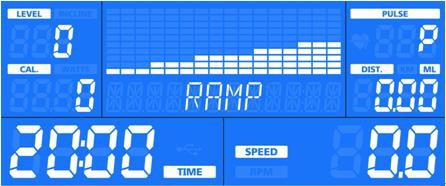 LEVEL INCLINE
0
PULSE
P
CAL. WATTS
0
RAMP
DIST. KM ML
0.00
20:00
TIME
SPEED
RPM
0.0